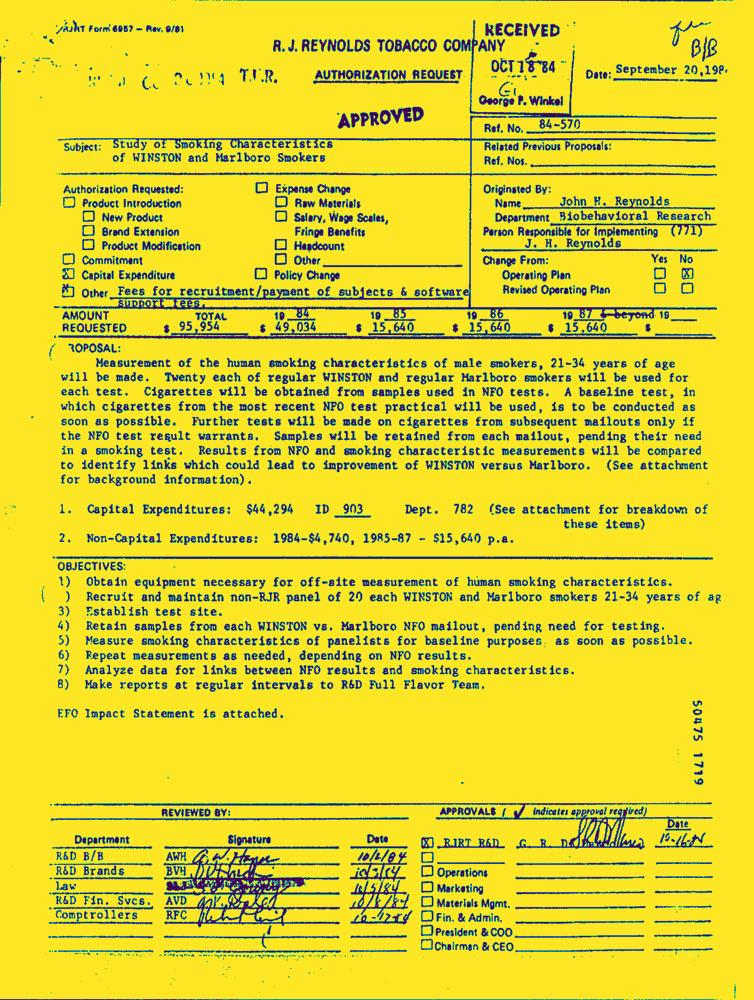 RJRT Form 6957 - Rev. 9/81
RECEIVED
R. J. REYNOLDS TOBACCO COMPANY
B/B
OCT 18 '84
T.U.R.
AUTHORIZATION REQUEST
Date: September 20, 198
George P. Winkel
APPROVED
Ref. No. 84-570
Subject: Study of Smoking Characteristics
of WINSTON and Marlboro Smokers
Related Previous Proposals:
Ref. Nos.
Authorization Requested:
☐ Product Introduction
☐ New Product
☐ Brand Extension
☐ Product Modification
☐ Commitment
☒ Capital Expenditure
☐ Expense Change
☐ Raw Materials
☐ Salary, Wage Scales,
Fringe Benefits
☐ Headcount
☐ Other
☐ Policy Change
☒ Other Fees for recruitment/payment of subjects & software
support fees.
Originated By:
Name John H. Reynolds
Department Biobehavioral Research
Person Responsible for Implementing (771)
J. H. Reynolds
Change From: Yes No
Operating Plan ☐ ☒
Revised Operating Plan ☐ ☐
AMOUNT TOTAL 19 84 19 85 19 86 19 87 & beyond 19
REQUESTED $ 95,954 $ 49,034 $ 15,640 $ 15,640 $ 15,640 $
ROPOSAL:
Measurement of the human smoking characteristics of male smokers, 21-34 years of age
will be made. Twenty each of regular WINSTON and regular Marlboro smokers will be used for
each test. Cigarettes will be obtained from samples used in NFO tests. A baseline test, in
which cigarettes from the most recent NFO test practical will be used, is to be conducted as
soon as possible. Further tests will be made on cigarettes from subsequent mailouts only if
the NFO test result warrants. Samples will be retained from each mailout, pending their need
in a smoking test. Results from NFO and smoking characteristic measurements will be compared
to identify links which could lead to improvement of WINSTON versus Marlboro. (See attachment
for background information).
1. Capital Expenditures: $44,294 ID 903 Dept. 782 (See attachment for breakdown of
these items)
2. Non-Capital Expenditures: 1984-$4,740, 1985-87 - $15,640 p.a.
OBJECTIVES:
1) Obtain equipment necessary for off-site measurement of human smoking characteristics.
) Recruit and maintain non-RJR panel of 20 each WINSTON and Marlboro smokers 21-34 years of ag
3) Establish test site.
4) Retain samples from each WINSTON vs. Marlboro NFO mailout, pending need for testing.
5) Measure smoking characteristics of panelists for baseline purposes, as soon as possible.
6) Repeat measurements as needed, depending on NFO results.
7) Analyze data for links between NFO results and smoking characteristics.
8) Make reports at regular intervals to R&D Full Flavor Team.
EFO Impact Statement is attached.
50475 1719
REVIEWED BY:
Department Signature Date
R&D B/B AWH 10/2/84
R&D Brands BVH 10/3/84
Law 10/5/84
R&D Fin. Svcs. AVD 10/8/84
Comptrollers RFC 10-12-84
APPROVALS ( ✓ indicates approval required)
Date
☒ RJRT R&D G. R. 10-16-84
☐
☐ Operations
☐ Marketing
☐ Materials Mgmt.
☐ Fin. & Admin.
☐ President & COO
☐ Chairman & CEO